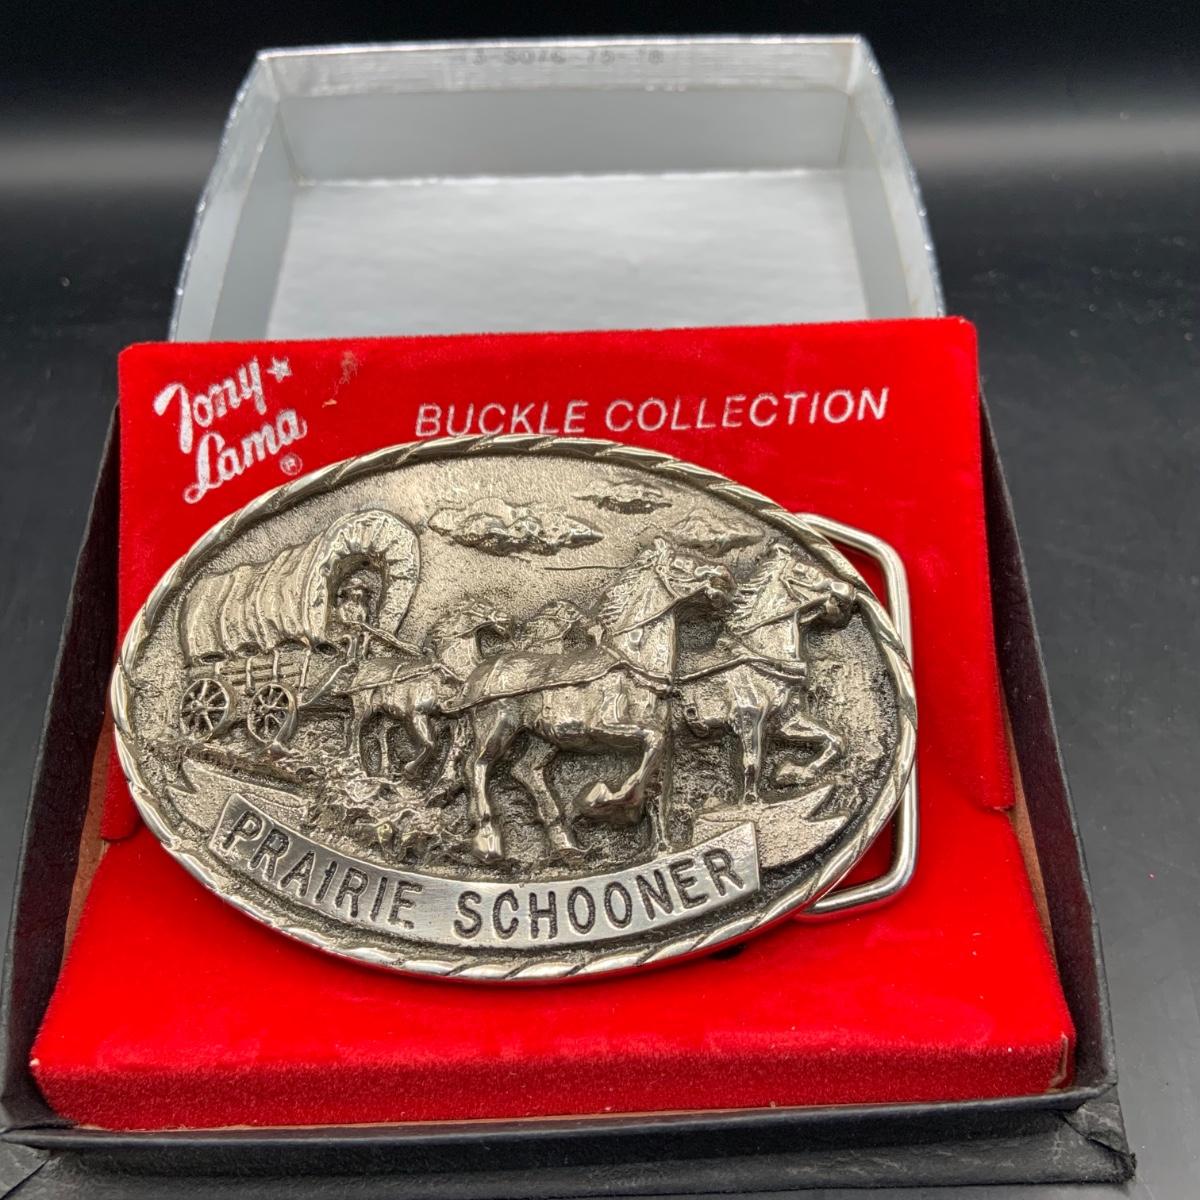 Tony
Lama
®
BUCKLE COLLECTION
PRAIRIE SCHOONER